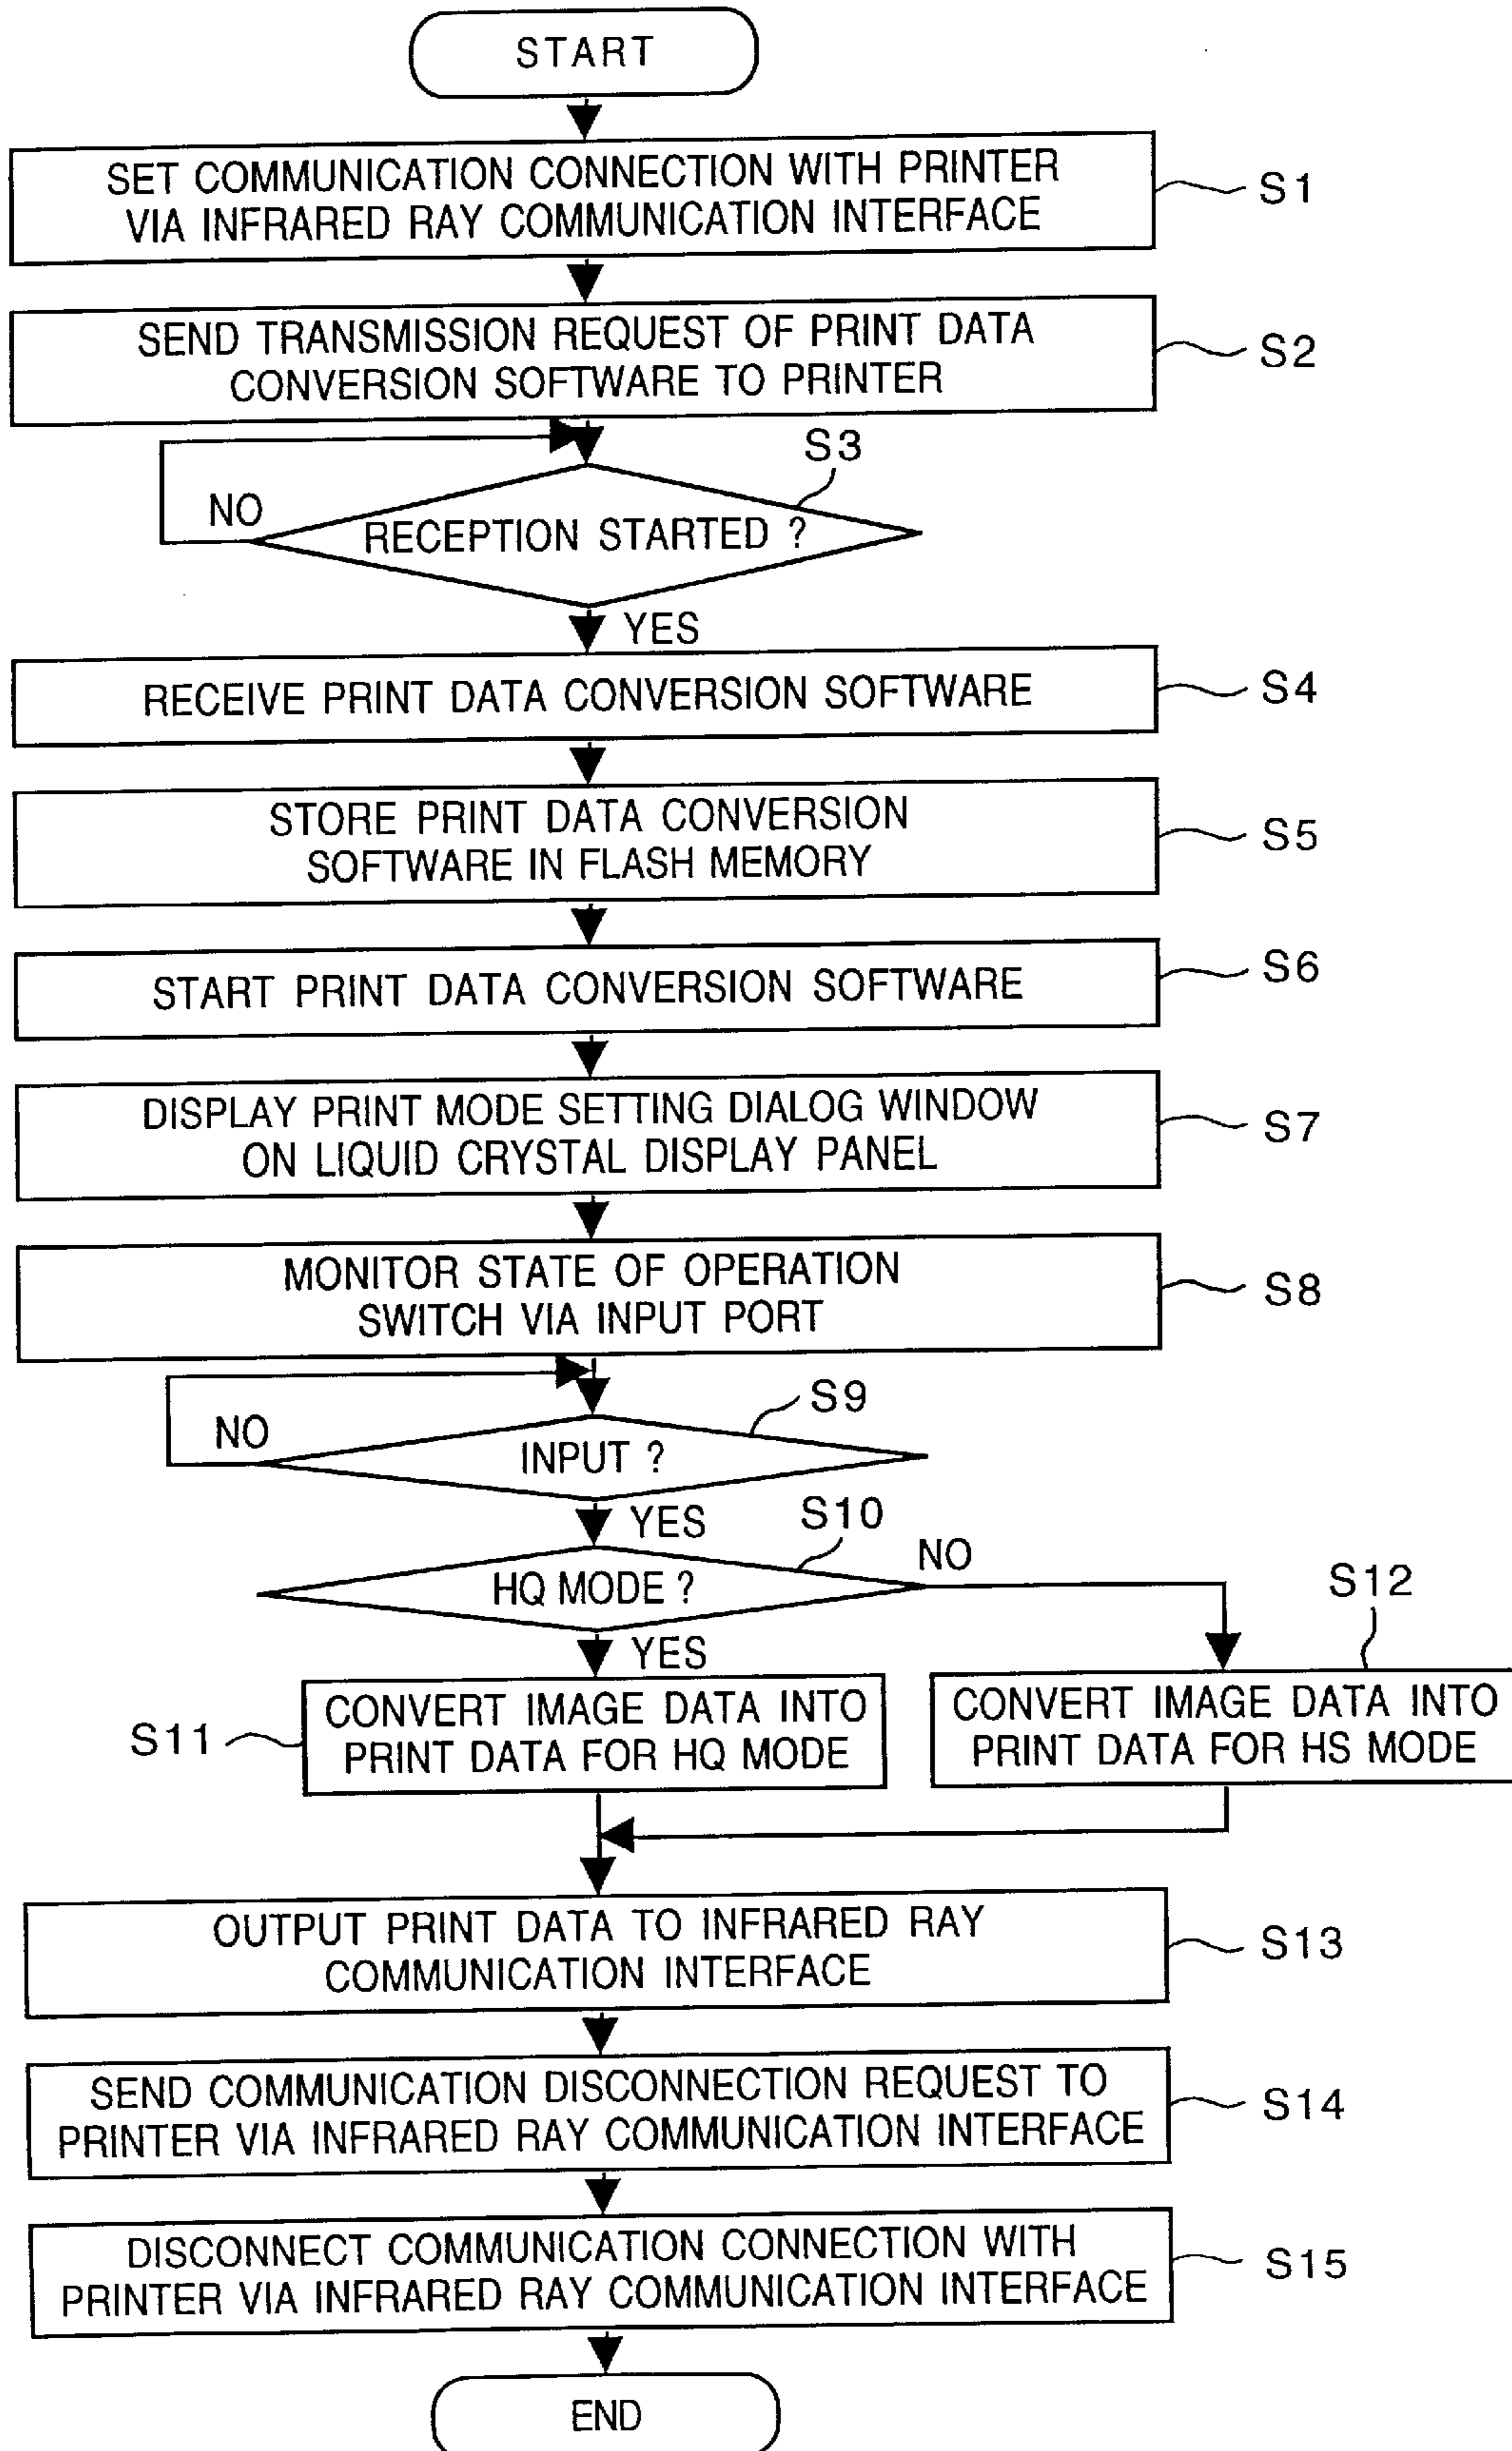 START
SET COMMUNICATION CONNECTION WITH PRINTER
VIA INFRARED RAY COMMUNICATION INTERFACE
S1
SEND TRANSMISSION REQUEST OF PRINT DATA
CONVERSION SOFTWARE TO PRINTER
S2
S3
NO
RECEPTION STARTED ?
YES
RECEIVE PRINT DATA CONVERSION SOFTWARE
S4
STORE PRINT DATA CONVERSION
SOFTWARE IN FLASH MEMORY
S5
START PRINT DATA CONVERSION SOFTWARE
S6
DISPLAY PRINT MODE SETTING DIALOG WINDOW
ON LIQUID CRYSTAL DISPLAY PANEL
S7
MONITOR STATE OF OPERATION
SWITCH VIA INPUT PORT
S8
S9
NO
INPUT ?
YES
S10
NO
HQ MODE ?
YES
S12
S11
CONVERT IMAGE DATA INTO
PRINT DATA FOR HQ MODE
CONVERT IMAGE DATA INTO
PRINT DATA FOR HS MODE
OUTPUT PRINT DATA TO INFRARED RAY
COMMUNICATION INTERFACE
S13
SEND COMMUNICATION DISCONNECTION REQUEST TO
PRINTER VIA INFRARED RAY COMMUNICATION INTERFACE
S14
DISCONNECT COMMUNICATION CONNECTION WITH
PRINTER VIA INFRARED RAY COMMUNICATION INTERFACE
S15
END